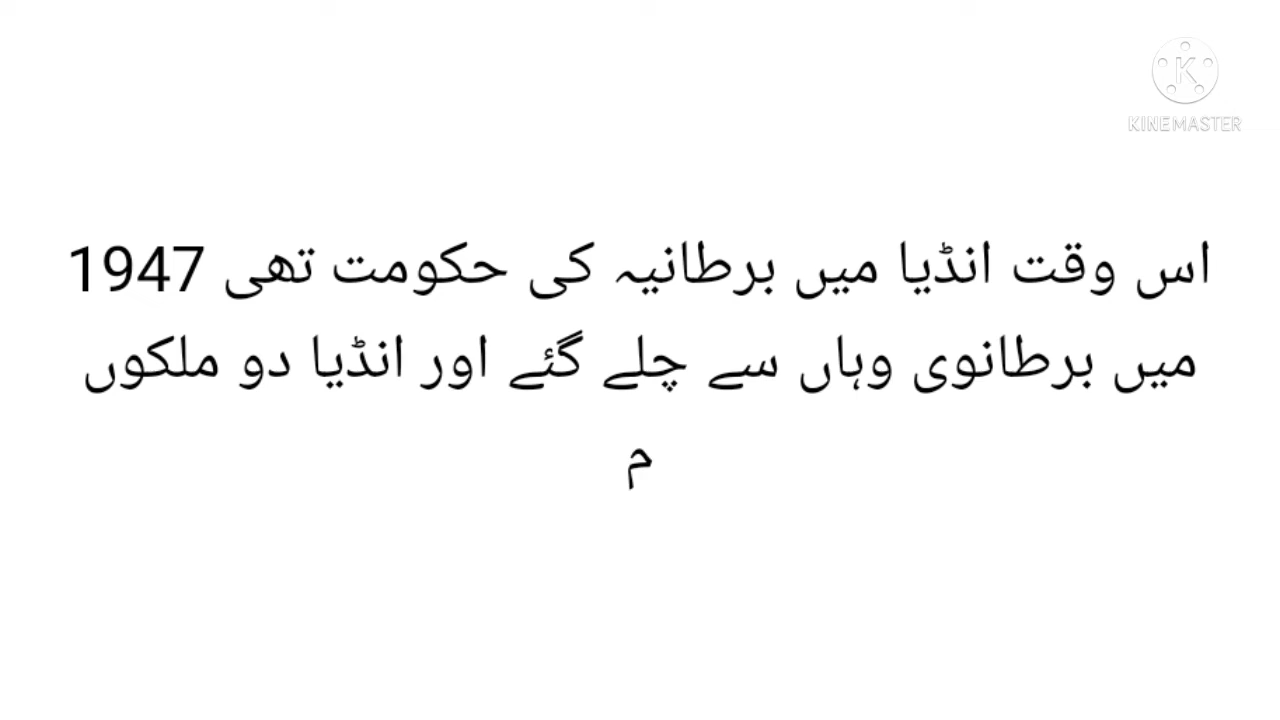 KINEMASTER
اس وقت انڈیا میں برطانیہ کی حکومت تھی 1947
میں برطانوی وہاں سے چلے گئے اور انڈیا دو ملکوں
م